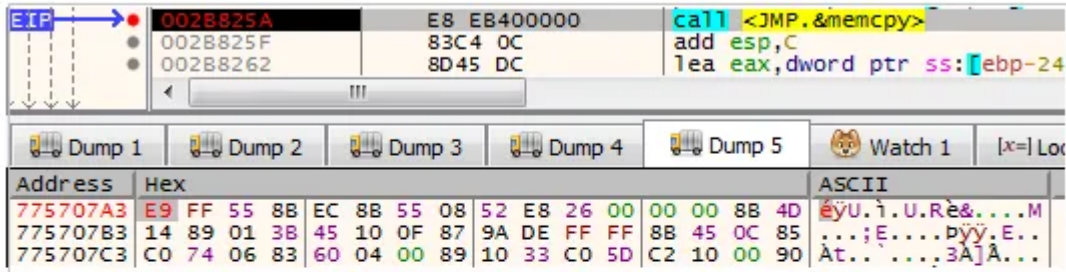 EIP 002B825A E8 EB400000 call <JMP.&memcpy>
002B825F 83C4 0C add esp,C
002B8262 8D45 DC lea eax,dword ptr ss:[ebp-24
Dump 1 Dump 2 Dump 3 Dump 4 Dump 5 Watch 1 [x=] Loc
Address Hex ASCII
775707A3 E9 FF 55 8B EC 8B 55 08 52 E8 26 00 00 00 8B 4D éÿU.ì.U.Rè&....M
775707B3 14 89 01 3B 45 10 0F 87 9A DE FF FF 8B 45 0C 85 ...;E....Þÿÿ.E..
775707C3 C0 74 06 83 60 04 00 89 10 33 C0 5D C2 10 00 90 Àt..`....3À]Â...